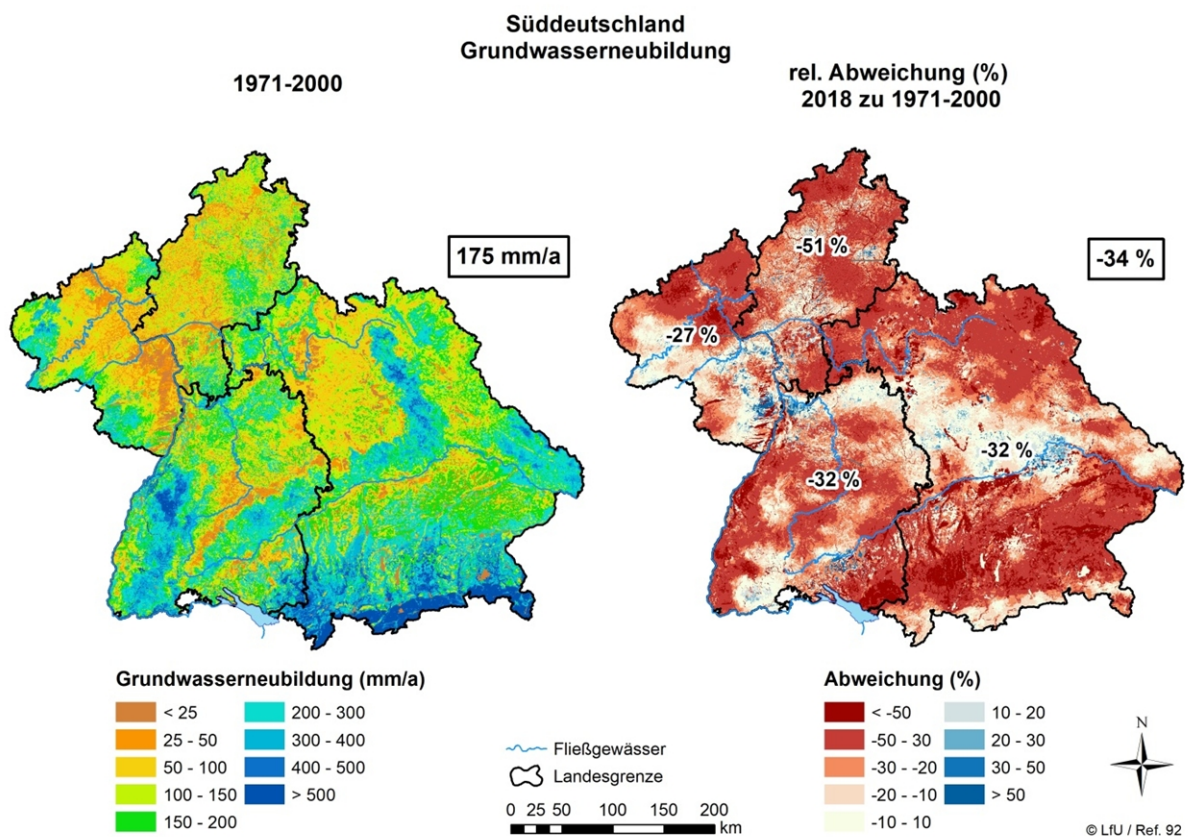 Süddeutschland
Grundwasserneubildung
1971-2000
rel. Abweichung (%)
2018 zu 1971-2000
175 mm/a
-34 %
-51 %
-27 %
-32 %
-32 %
Grundwasserneubildung (mm/a)
< 25
25 - 50
50 - 100
100 - 150
150 - 200
200 - 300
300 - 400
400 - 500
> 500
Fließgewässer
Landesgrenze
0 25 50 100 150 200
km
Abweichung (%)
< -50
-50 - 30
-30 - -20
-20 - -10
-10 - 10
10 - 20
20 - 30
30 - 50
> 50
N
© LfU / Ref. 92